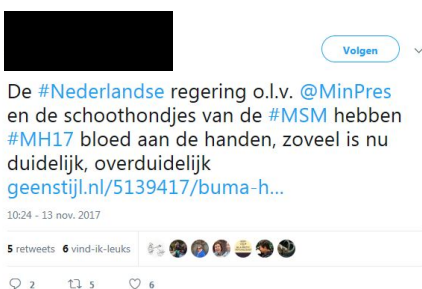 Volgen
De #Nederlandse regering o.l.v. @MinPres
en de schoothondjes van de #MSM hebben
#MH17 bloed aan de handen, zoveel is nu
duidelijk, overduidelijk
geenstijl.nl/5139417/buma-h...
10:24 - 13 nov. 2017
5 retweets 6 vind-ik-leuks
2 5 6